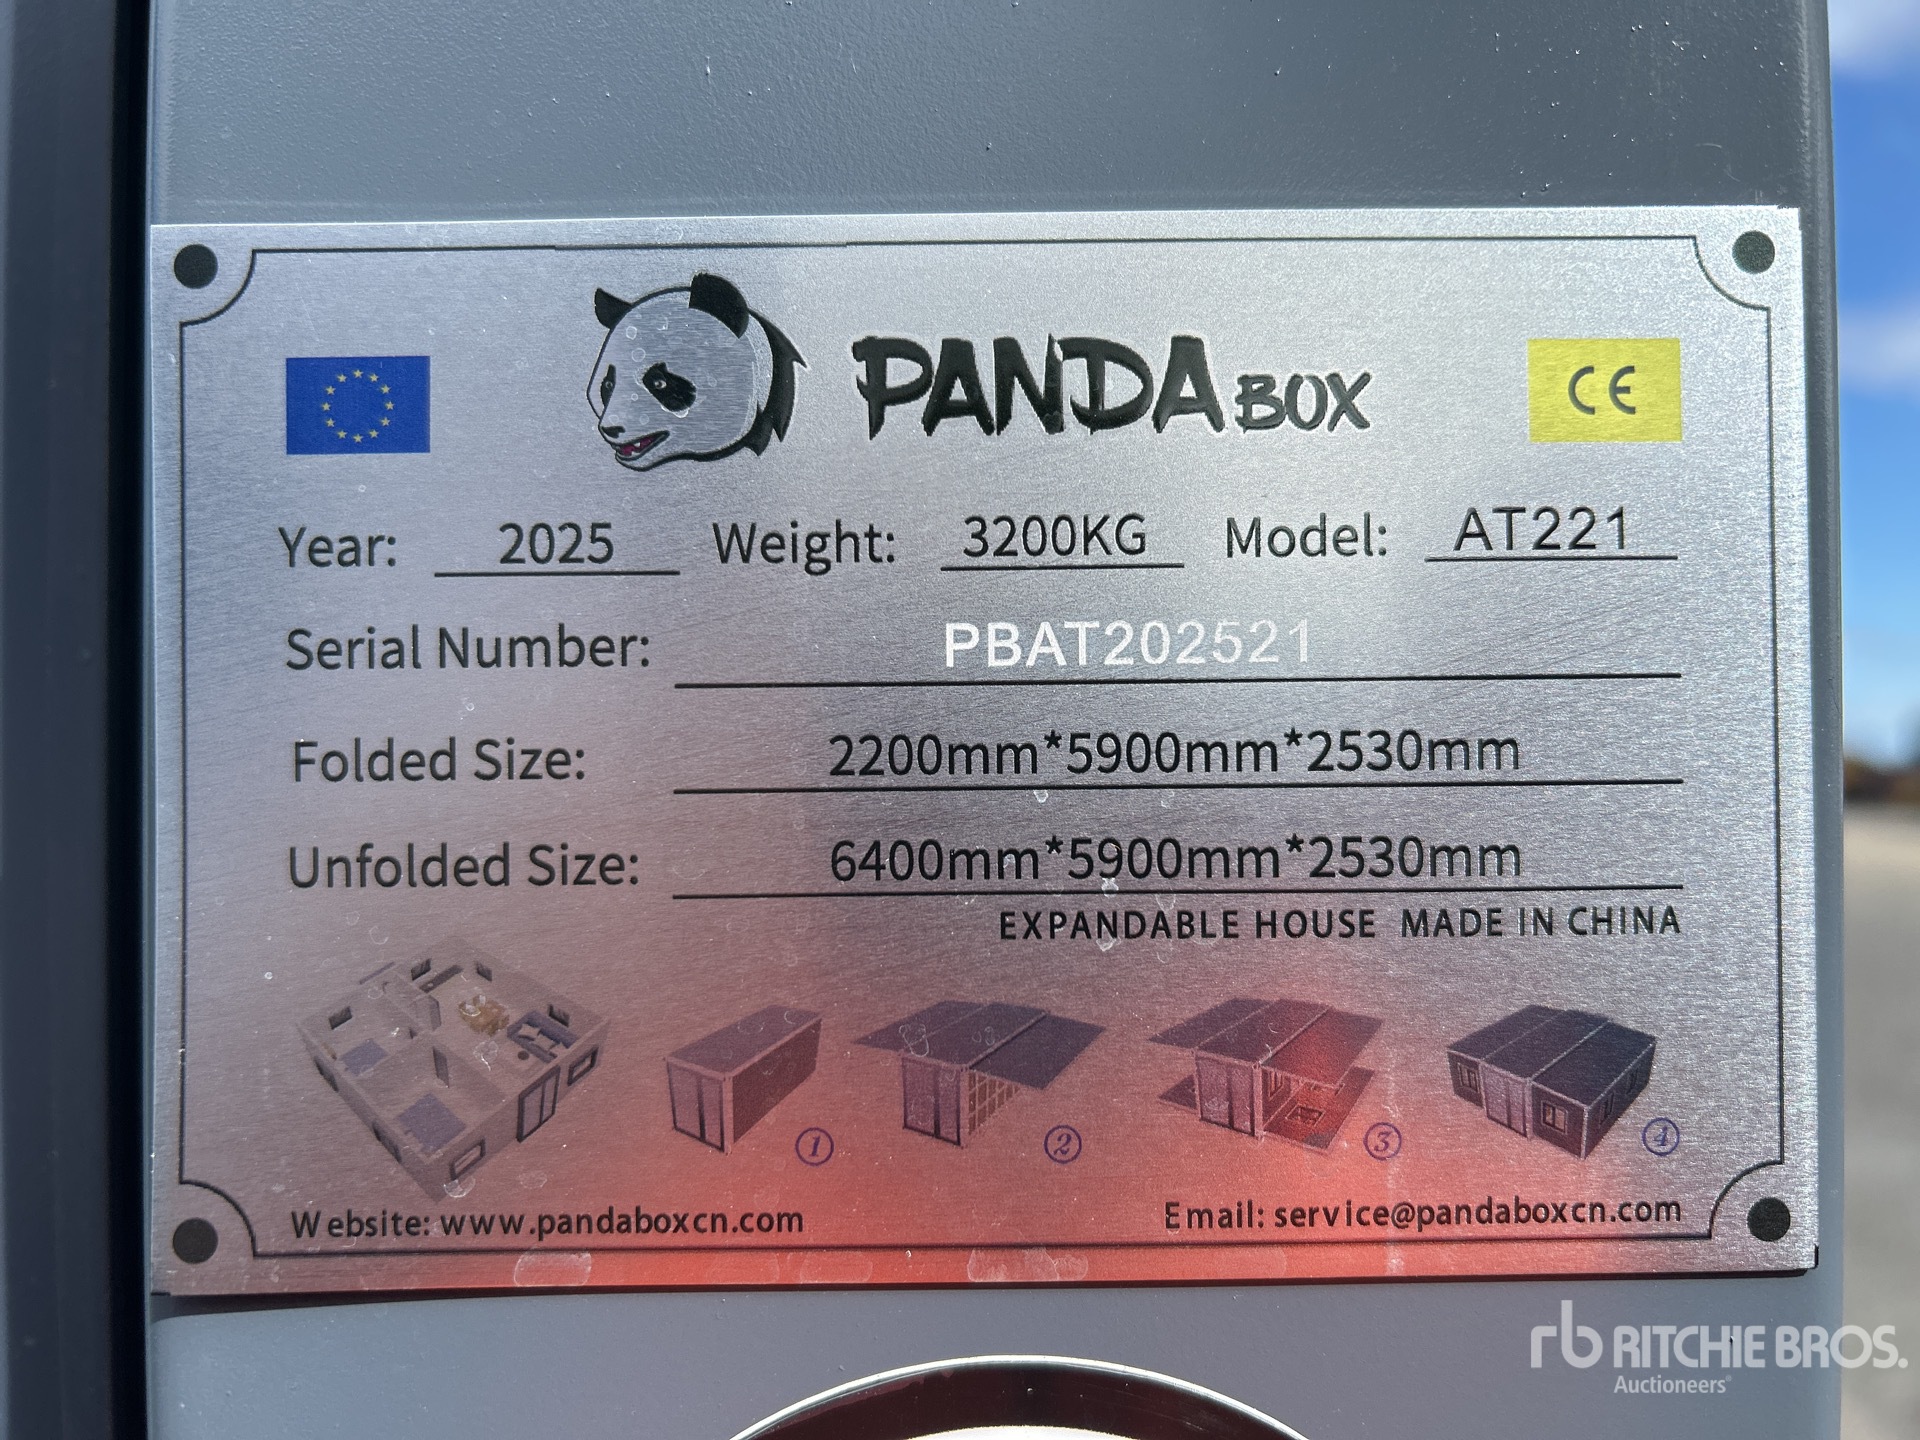 PANDA BOX
CE
Year: 2025 Weight: 3200KG Model: AT221
Serial Number: PBAT202521
Folded Size: 2200mm*5900mm*2530mm
Unfolded Size: 6400mm*5900mm*2530mm
EXPANDABLE HOUSE MADE IN CHINA
1 2 3 4
Website: www.pandaboxcn.com Email: service@pandaboxcn.com
rb RITCHIE BROS.
Auctioneers®